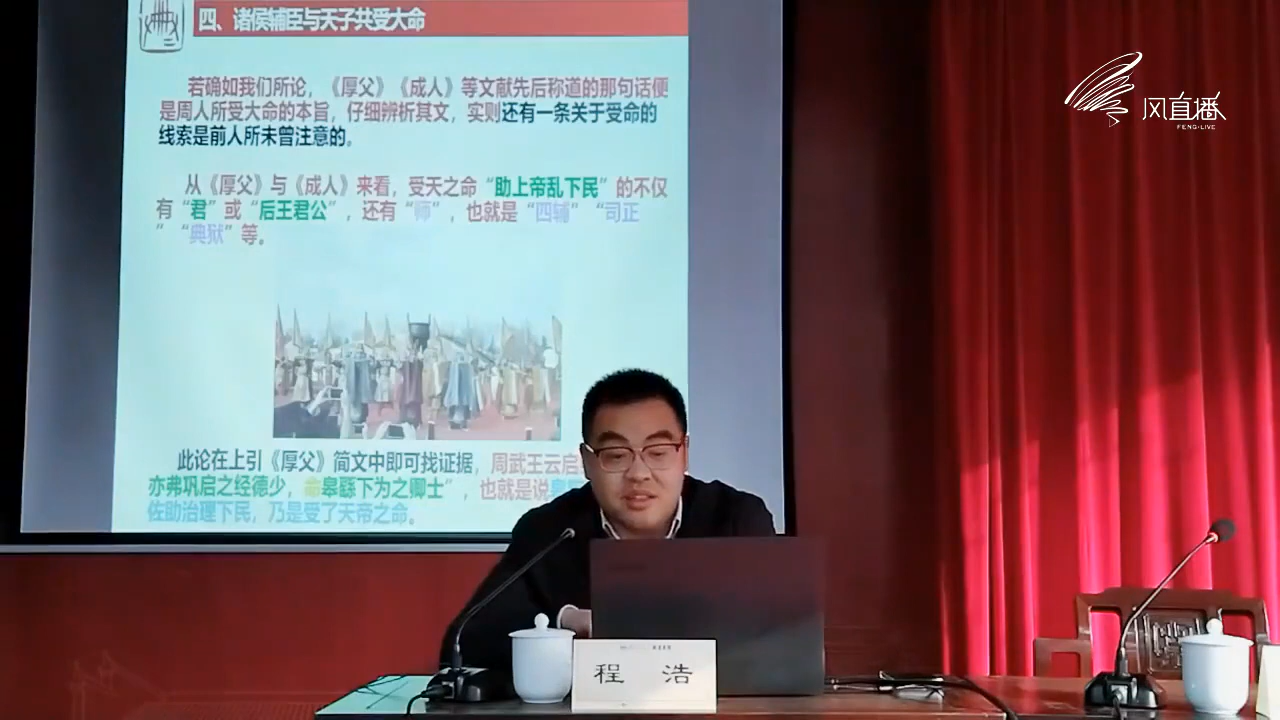 四、诸侯辅臣与天子共受大命
若确如我们所论，《厚父》《成人》等文献先后称道的那句话便
是周人所受大命的本旨，仔细辨析其文，实则还有一条关于受命的
线索是前人所未曾注意的。
从《厚父》与《成人》来看，受天之命“助上帝乱下民”的不仅
有“君”或“后王君公”，还有“师”，也就是“四辅”“司正
”“典狱”等。
此论在上引《厚父》简文中即可找证据，周武王云启
亦弗巩启之经德少，命皋繇下为之卿士”，也就是说
佐助治理下民，乃是受了天帝之命。
风直播
FENG·LIVE
程 浩